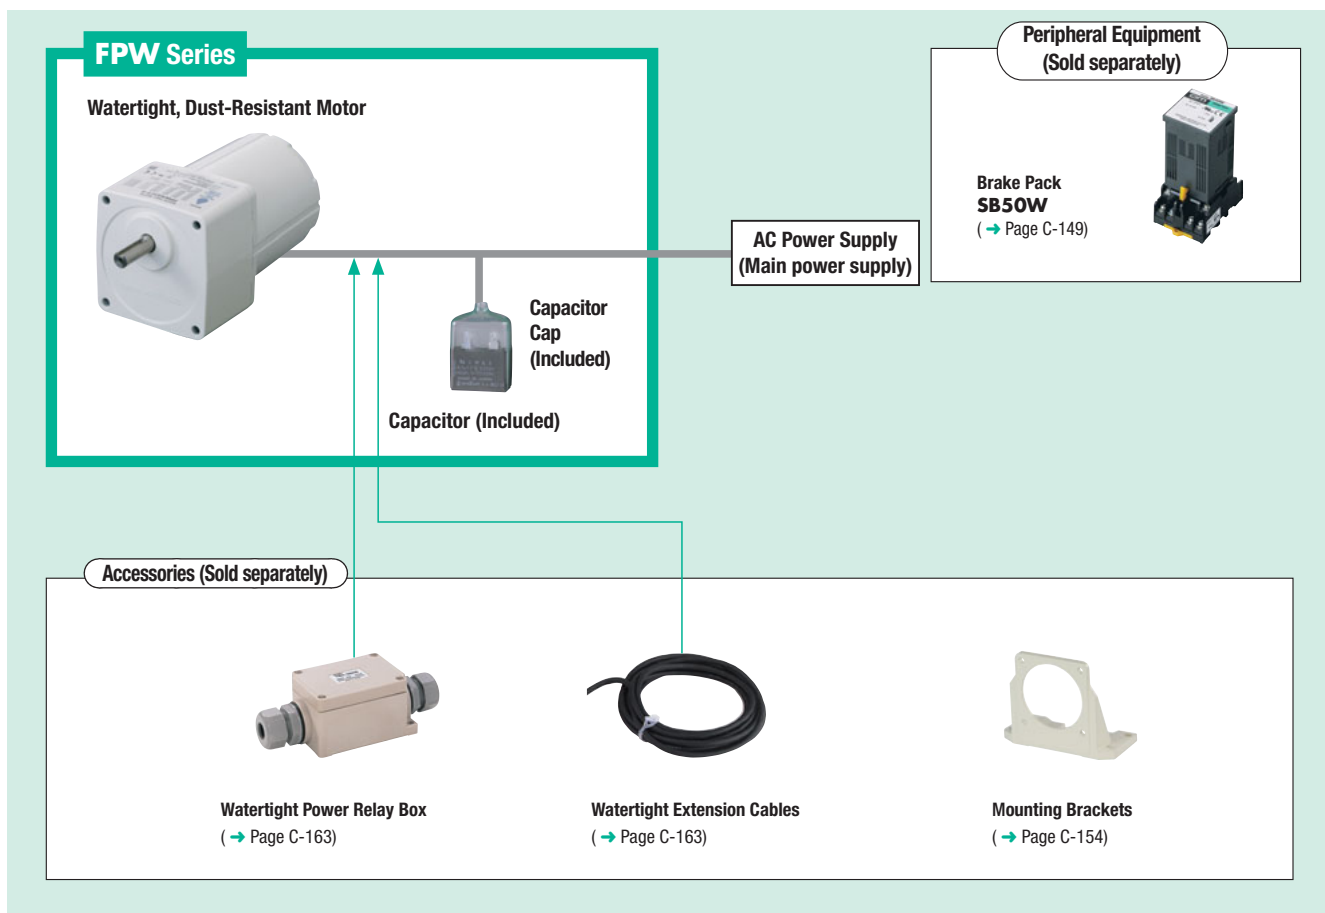 FPW Series
Watertight, Dust-Resistant Motor
Capacitor
Cap
(Included)
Capacitor (Included)
AC Power Supply
(Main power supply)
Peripheral Equipment
(Sold separately)
Brake Pack
SB50W
( ➜ Page C-149)
Accessories (Sold separately)
Watertight Power Relay Box
( ➜ Page C-163)
Watertight Extension Cables
( ➜ Page C-163)
Mounting Brackets
( ➜ Page C-154)